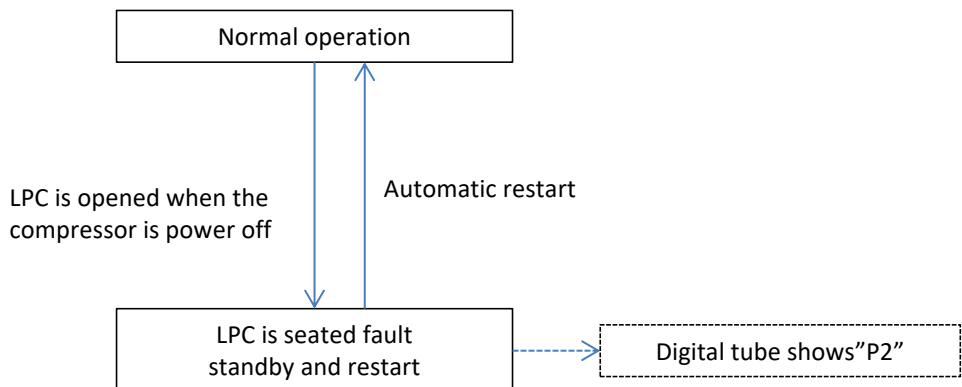 Normal operation
LPC is opened when the
compressor is power off
Automatic restart
LPC is seated fault
standby and restart
Digital tube shows”P2”